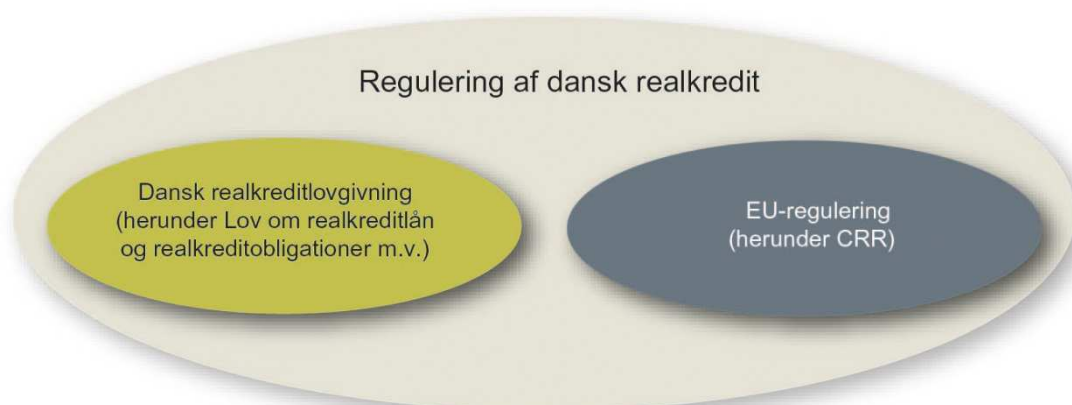 Regulering af dansk realkredit
Dansk realkreditlovgivning
(herunder Lov om realkreditlån
og realkreditobligationer m.v.)
EU-regulering
(herunder CRR)